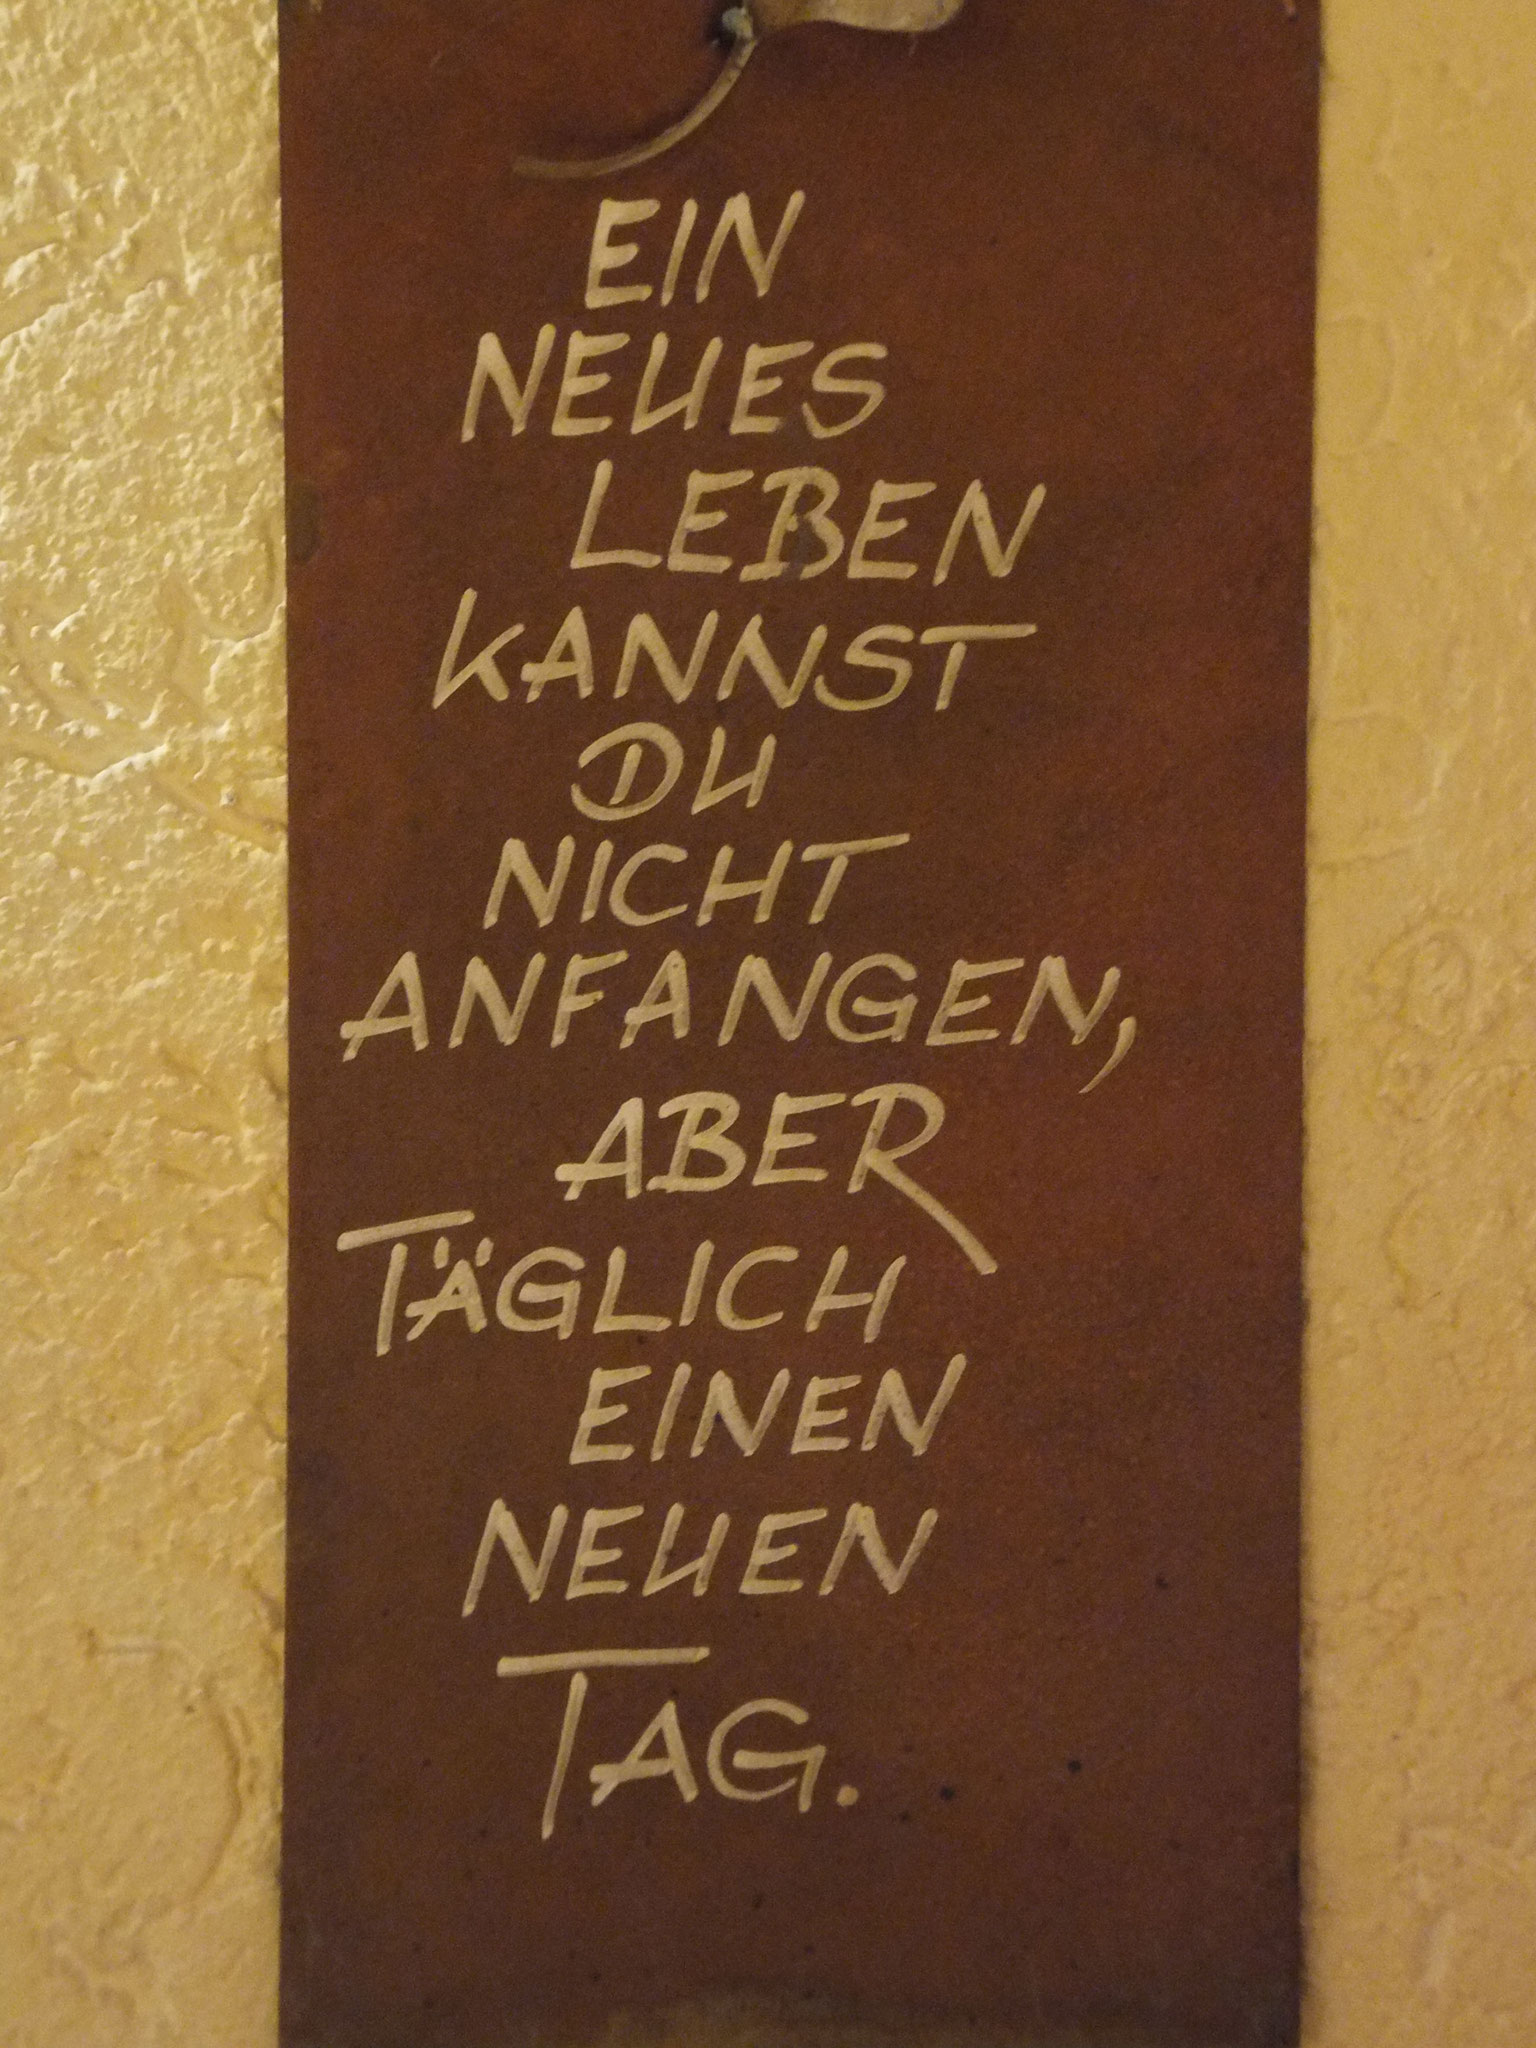 EIN
NEUES
LEBEN
KANNST
DU
NICHT
ANFANGEN,
ABER
TÄGLICH
EINEN
NEUEN
TAG.